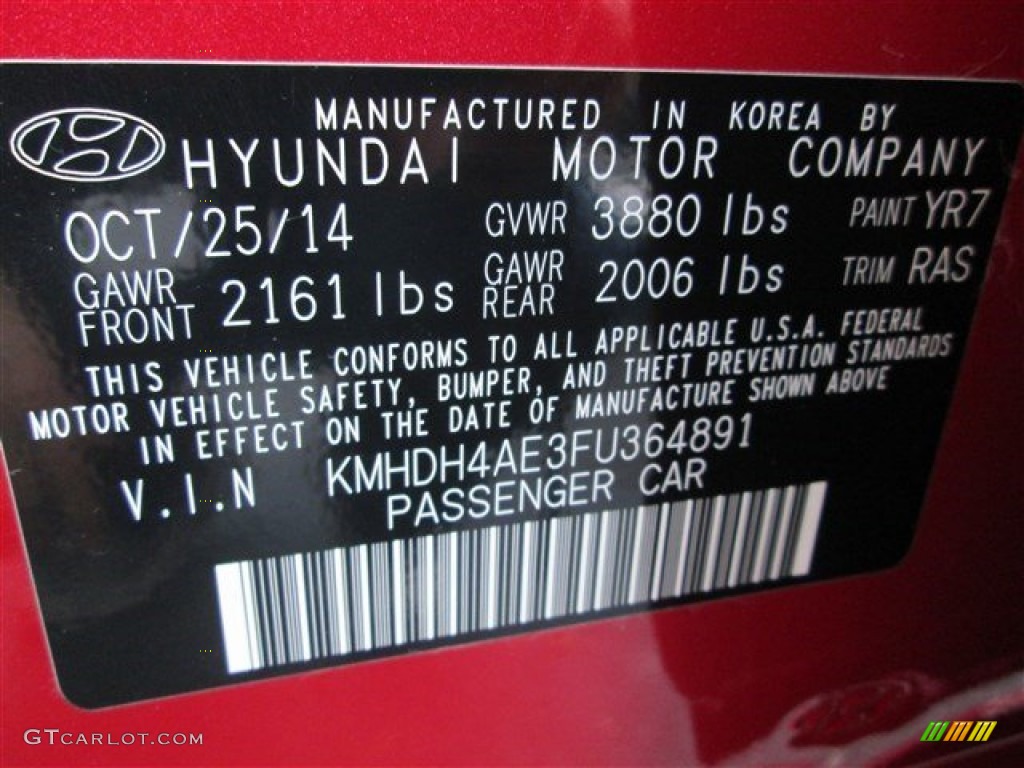 MANUFACTURED IN KOREA BY
HYUNDAI MOTOR COMPANY
OCT/25/14 GVWR 3880 lbs PAINT YR7
GAWR FRONT 2161 lbs GAWR REAR 2006 lbs TRIM RAS
THIS VEHICLE CONFORMS TO ALL APPLICABLE U.S.A. FEDERAL
MOTOR VEHICLE SAFETY, BUMPER, AND THEFT PREVENTION STANDARDS
IN EFFECT ON THE DATE OF MANUFACTURE SHOWN ABOVE
V.I.N KMHDH4AE3FU364891
PASSENGER CAR
GTCARLOT.COM